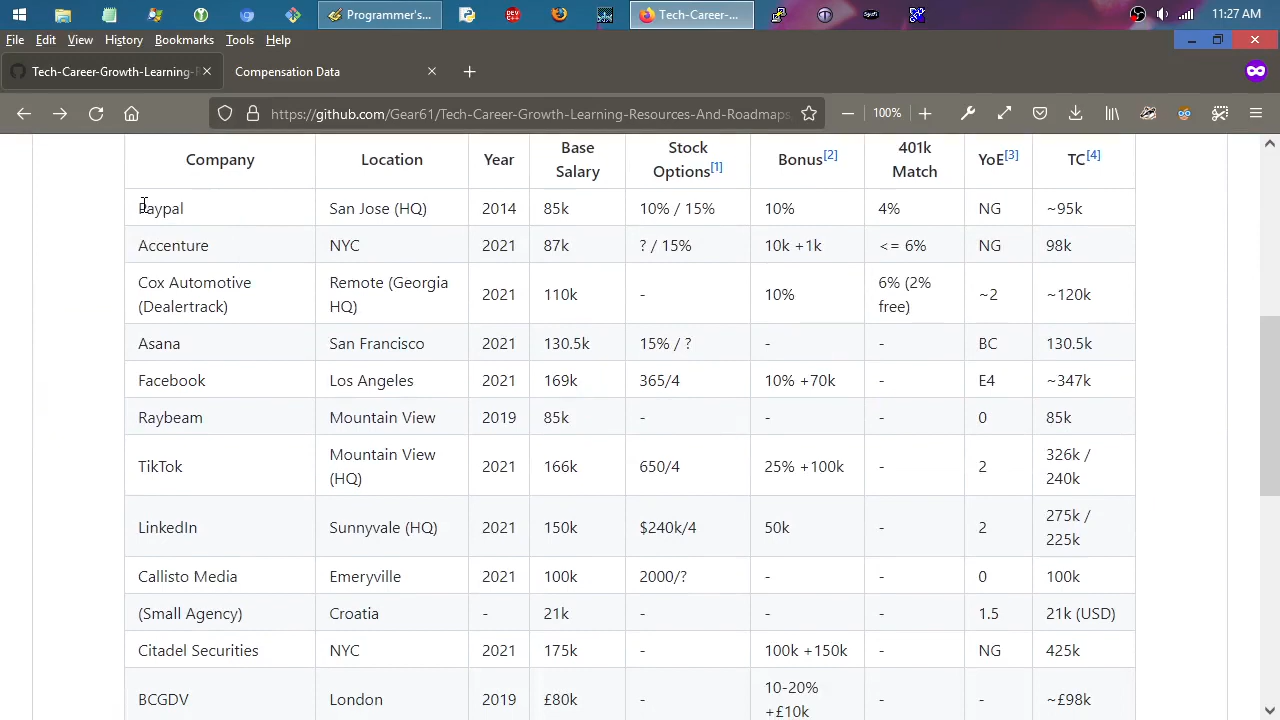 Programmer's...
Tech-Career-...
11:27 AM
File Edit View History Bookmarks Tools Help
Tech-Career-Growth-Learning-
Compensation Data
https://github.com/Gear61/Tech-Career-Growth-Learning-Resources-And-Roadmaps.
100%
Company Location Year Base Salary Stock Options[1] Bonus[2] 401k Match YoE[3] TC[4]
Paypal San Jose (HQ) 2014 85k 10% / 15% 10% 4% NG ~95k
Accenture NYC 2021 87k ? / 15% 10k +1k <= 6% NG 98k
Cox Automotive (Dealertrack) Remote (Georgia HQ) 2021 110k - 10% 6% (2% free) ~2 ~120k
Asana San Francisco 2021 130.5k 15% / ? - - BC 130.5k
Facebook Los Angeles 2021 169k 365/4 10% +70k - E4 ~347k
Raybeam Mountain View 2019 85k - - - 0 85k
TikTok Mountain View (HQ) 2021 166k 650/4 25% +100k - 2 326k / 240k
LinkedIn Sunnyvale (HQ) 2021 150k $240k/4 50k - 2 275k / 225k
Callisto Media Emeryville 2021 100k 2000/? - - 0 100k
(Small Agency) Croatia - 21k - - - 1.5 21k (USD)
Citadel Securities NYC 2021 175k - 100k +150k - NG 425k
BCGDV London 2019 £80k - 10-20% +£10k - - ~£98k